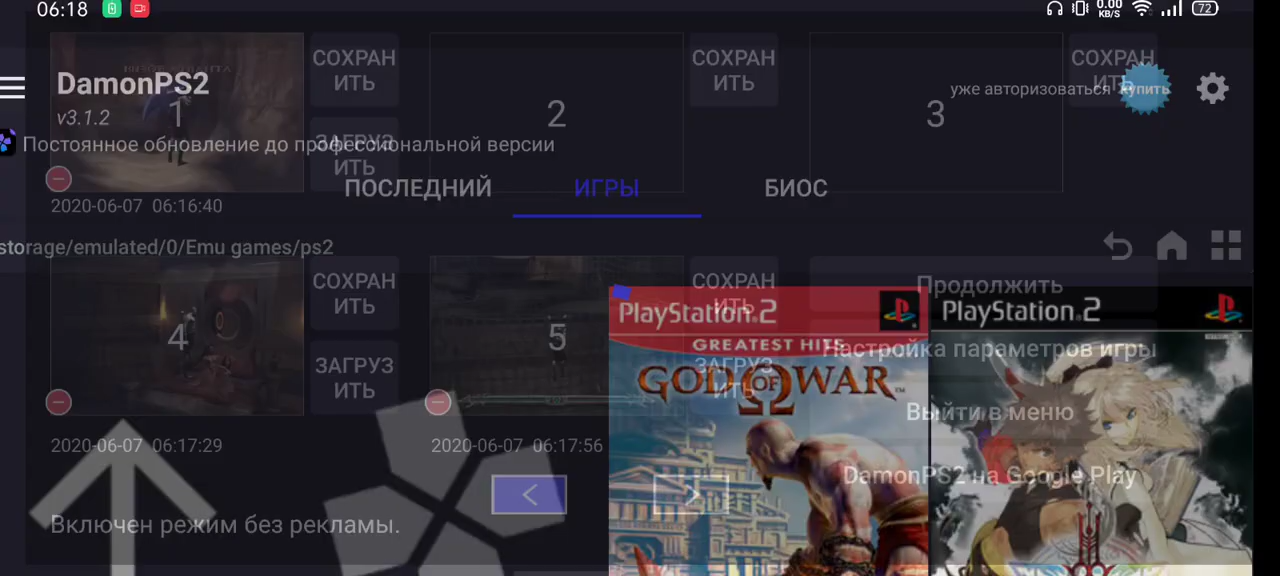 06:18
0.00
KB/S
72
СОХРАН
ИТЬ
СОХРАН
ИТЬ
СОХРАН
ИТЬ
DamonPS2
v3.1.2
1
2
3
уже авторизоваться
купить
Постоянное обновление до профессиональной версии
ЗАГРУЗ
ИТЬ
ПОСЛЕДНИЙ
ИГРЫ
БИОС
2020-06-07 06:16:40
storage/emulated/0/Emu games/ps2
СОХРАН
ИТЬ
СОХРАН
ИТЬ
Продолжить
PlayStation.2
PlayStation.2
4
5
GREATEST HITS
Настройка параметров игры
ЗАГРУЗ
ИТЬ
ЗАГРУЗ
ИТЬ
GOD OF WAR
Выйти в меню
2020-06-07 06:17:29
2020-06-07 06:17:56
DamonPS2 на Google Play
<
>
Включен режим без рекламы.